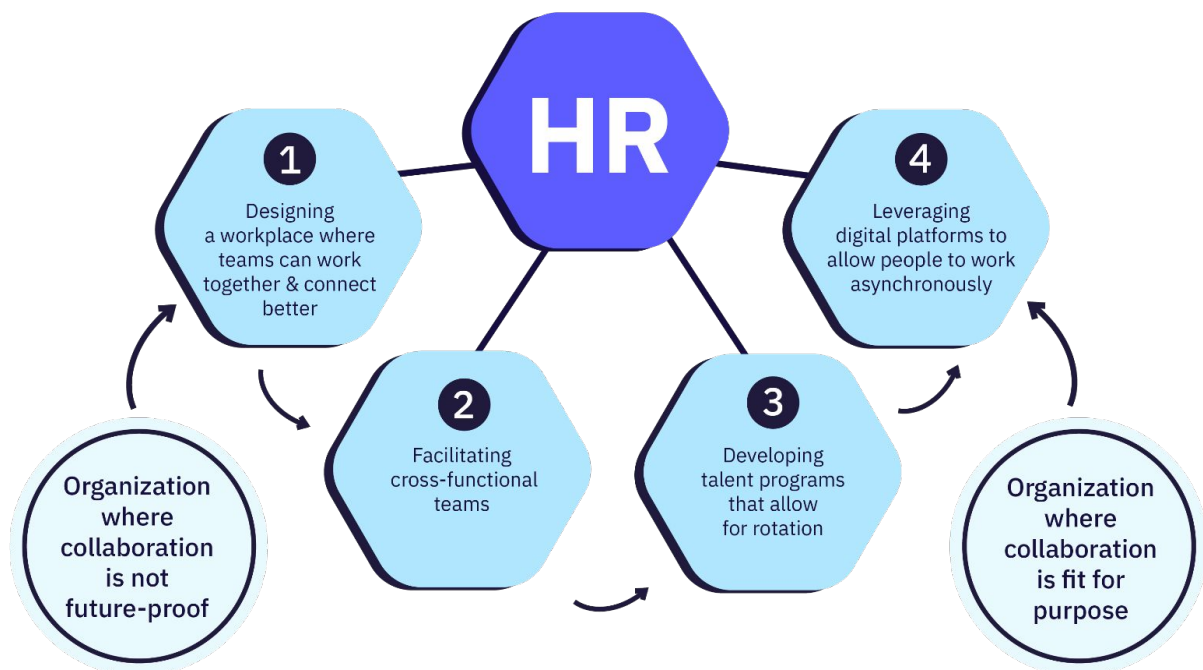 HR
1
Designing
a workplace where
teams can work
together & connect
better
2
Facilitating
cross-functional
teams
3
Developing
talent programs
that allow
for rotation
4
Leveraging
digital platforms to
allow people to work
asynchronously
Organization
where
collaboration
is not
future-proof
Organization
where
collaboration
is fit for
purpose